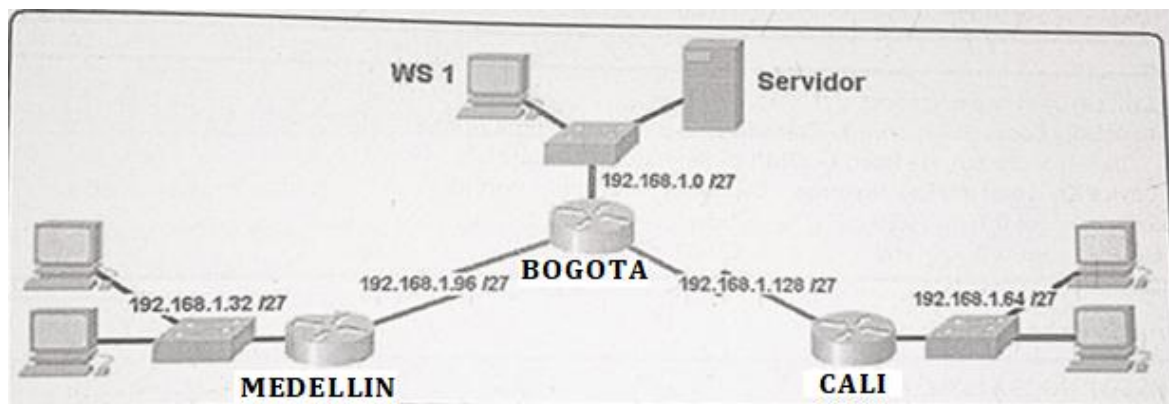 WS 1
Servidor
192.168.1.0 /27
BOGOTA
192.168.1.96 /27
192.168.1.128 /27
192.168.1.32 /27
192.168.1.64 /27
MEDELLIN
CALI